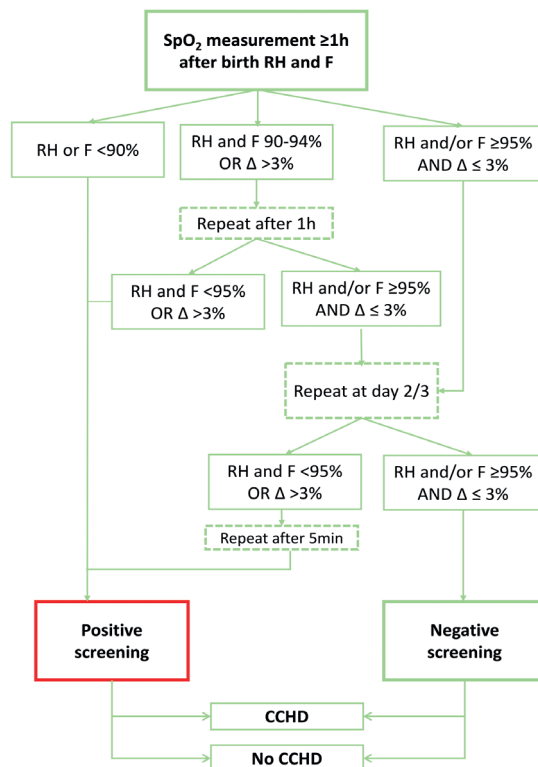 SpO₂ measurement ≥1h
after birth RH and F
RH or F <90%
RH and F 90-94%
OR Δ >3%
RH and/or F ≥95%
AND Δ ≤ 3%
Repeat after 1h
RH and F <95%
OR Δ >3%
RH and/or F ≥95%
AND Δ ≤ 3%
Repeat at day 2/3
RH and F <95%
OR Δ >3%
RH and/or F ≥95%
AND Δ ≤ 3%
Repeat after 5min
Positive
screening
Negative
screening
CCHD
No CCHD